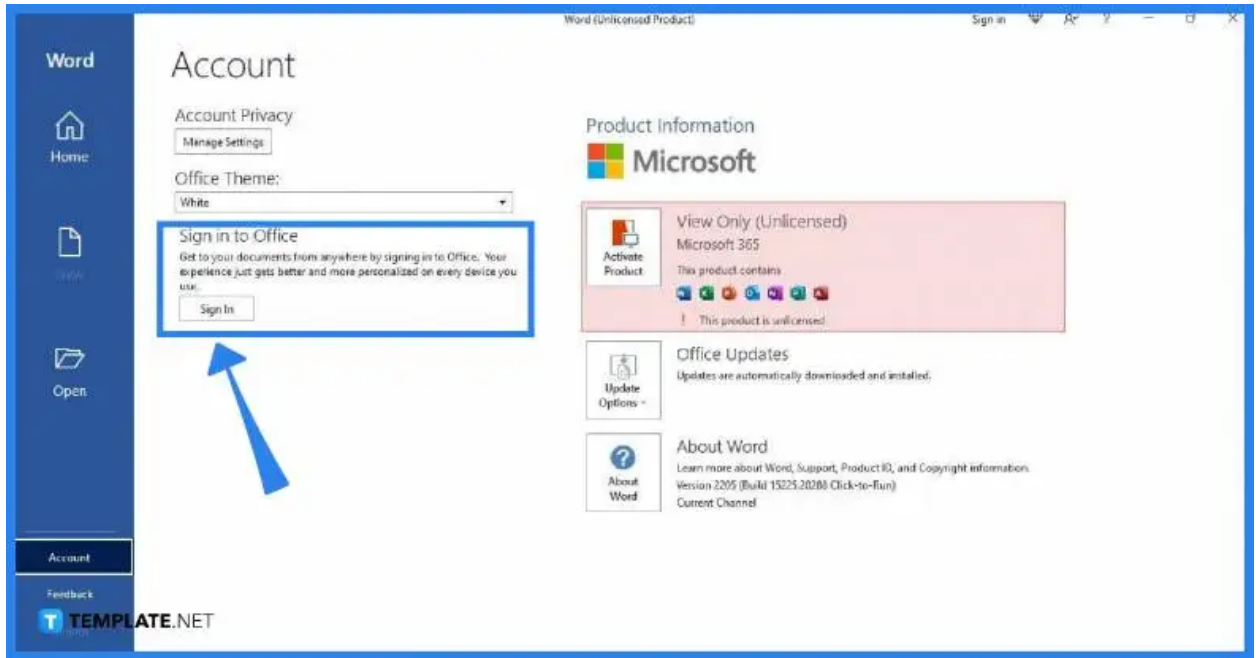 Word (Unlicensed Product)
Sign in
?
Word
Home
Open
Account
Feedback
Account
Account Privacy
Manage Settings
Office Theme:
White
Sign in to Office
Get to your documents from anywhere by signing in to Office. Your
experience just gets better and more personalized on every device you
use.
Sign In
Product Information
Microsoft
Activate
Product
View Only (Unlicensed)
Microsoft 365
This product contains
! This product is unlicensed
Update
Options
Office Updates
Updates are automatically downloaded and installed.
?
About
Word
About Word
Learn more about Word, Support, Product ID, and Copyright information.
Version 2205 (Build 15225.20288 Click-to-Run)
Current Channel
T TEMPLATE.NET